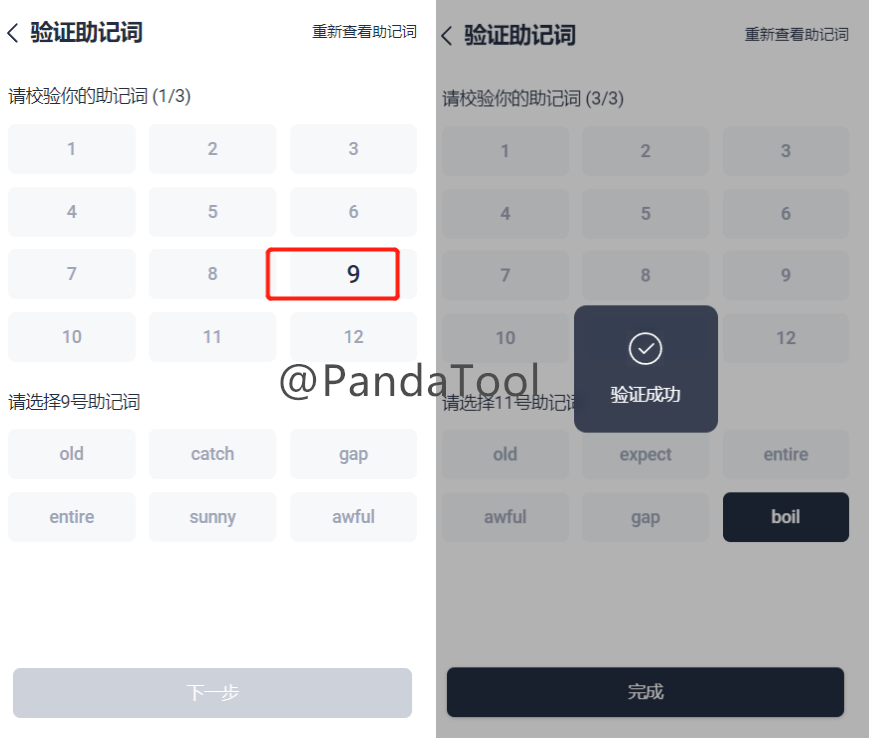 验证助记词
重新查看助记词
请校验你的助记词 (1/3)
1 2 3
4 5 6
7 8 9
10 11 12
请选择9号助记词
old catch gap
entire sunny awful
下一步
验证助记词
重新查看助记词
请校验你的助记词 (3/3)
1 2 3
4 5 6
7 8 9
10 12
验证成功
请选择11号助记词
old expect entire
awful gap boil
完成
@PandaTool